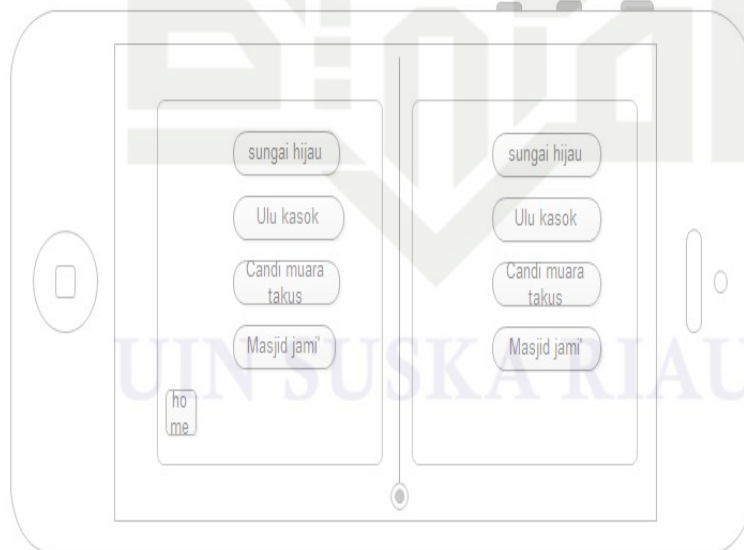 sungai hijau
Ulu kasok
Candi muara
takus
Masjid jami'
ho
me
sungai hijau
Ulu kasok
Candi muara
takus
Masjid jami'
UIN SUSKA RIAU